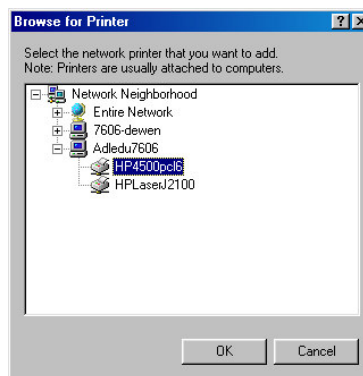 Browse for Printer
Select the network printer that you want to add.
Note: Printers are usually attached to computers.
Network Neighborhood
Entire Network
7606-dewen
Adledu7606
HP4500pcl6
HPLaserJ2100
OK Cancel